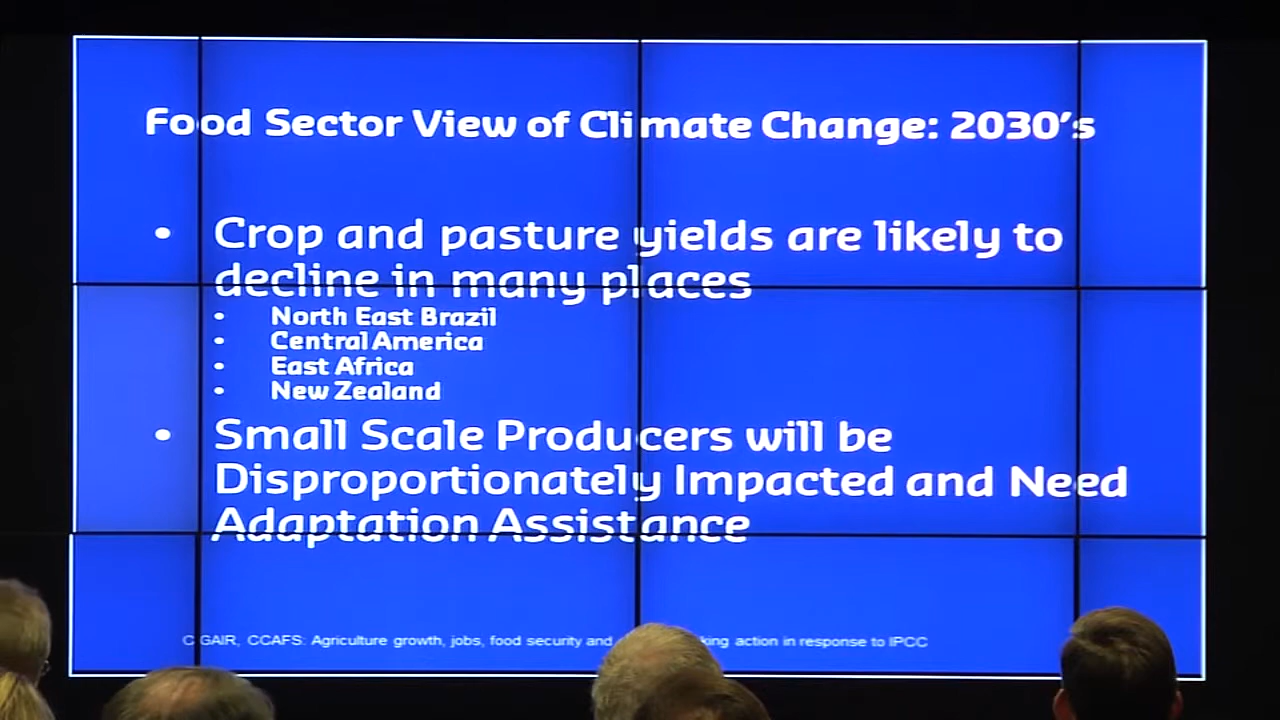 Food Sector View of Climate Change: 2030's
• Crop and pasture yields are likely to
decline in many places
• North East Brazil
• Central America
• East Africa
• New Zealand
• Small Scale Producers will be
Disproportionately Impacted and Need
Adaptation Assistance
CGAIR, CCAFS: Agriculture growth, jobs, food security and action in response to IPCC